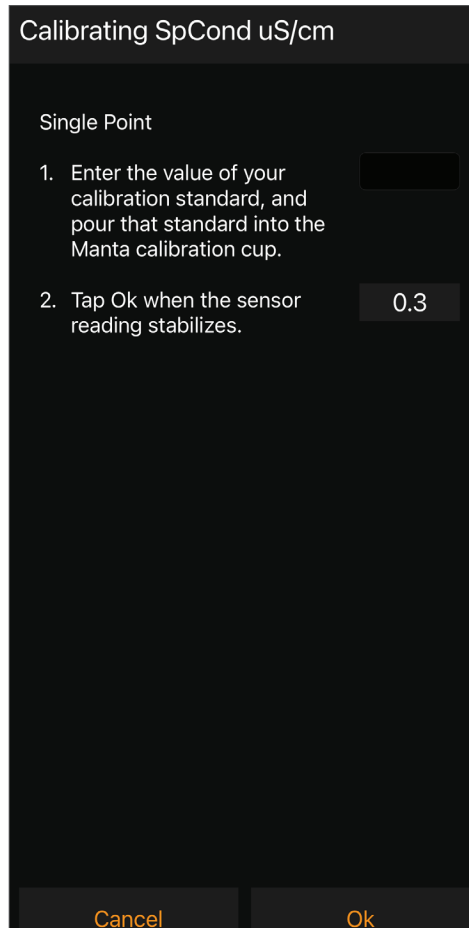 Calibrating SpCond uS/cm
Single Point
1. Enter the value of your
calibration standard, and
pour that standard into the
Manta calibration cup.
2. Tap Ok when the sensor 0.3
reading stabilizes.
Cancel Ok